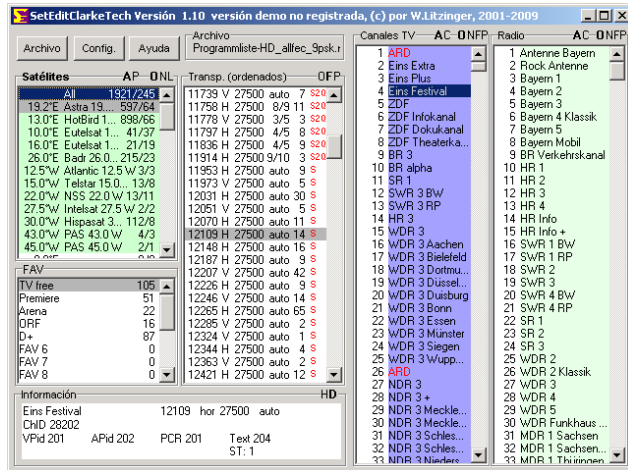 SetEditClarkeTech Versión 1.10 versión demo no registrada, (c) por W.Litzinger, 2001-2009
Archivo
Config.
Ayuda
Archivo
Programmliste-HD_allfec_9psk.r
Satélites AP ONL
All 1921/245
19.2°E Astra 19.... 597/64
13.0°E HotBird 1... 898/66
10.0°E Eutelsat 1... 41/37
16.0°E Eutelsat 1... 21/19
26.0°E Badr 26.0... 215/23
12.5°W Atlantic 12.5 W 3/3
15.0°W Telstar 15.0... 13/8
22.0°W NSS 22.0 W 13/11
27.5°W Intelsat 27.5 W 2/2
30.0°W Hispasat 3... 112/8
43.0°W PAS 43.0 W 4/3
45.0°W PAS 45.0 W 2/1
FAV
TV free 105
Premiere 51
Arena 22
ORF 16
D+ 87
FAV 6 0
FAV 7 0
FAV 8 0
Transp. (ordenados) OFP
11739 V 27500 auto 7 S20
11758 H 27500 8/9 11 S20
11778 V 27500 3/5 3 S20
11797 H 27500 4/5 8 S20
11836 H 27500 4/5 9 S20
11914 H 27500 9/10 3 S20
11953 H 27500 auto 9 S
11973 V 27500 auto 5 S
12031 H 27500 auto 30 S
12051 V 27500 auto 5 S
12070 H 27500 auto 11 S
12109 H 27500 auto 14 S
12148 H 27500 auto 16 S
12187 H 27500 auto 9 S
12207 V 27500 auto 42 S
12226 H 27500 auto 9 S
12246 V 27500 auto 14 S
12265 H 27500 auto 65 S
12285 V 27500 auto 2 S
12324 V 27500 auto 1 S
12344 H 27500 auto 4 S
12363 V 27500 auto 2 S
12421 H 27500 auto 12 S
Información HD
Eins Festival 12109 hor 27500 auto
ChID 28202
VPid 201 APid 202 PCR 201 Text 204
ST: 1
Canales TV AC ONFP
1 ARD
2 Eins Extra
3 Eins Plus
4 Eins Festival
5 ZDF
6 ZDF Infokanal
7 ZDF Dokukanal
8 ZDF Theaterka...
9 BR 3
10 BR alpha
11 SR 1
12 SWR 3 BW
13 SWR 3 RP
14 HR 3
15 WDR 3
16 WDR 3 Aachen
17 WDR 3 Bielefeld
18 WDR 3 Dortmu...
19 WDR 3 Düssel...
20 WDR 3 Duisburg
21 WDR 3 Bonn
22 WDR 3 Essen
23 WDR 3 Münster
24 WDR 3 Siegen
25 WDR 3 Wupp...
26 ARD
27 NDR 3
28 NDR 3 +
29 NDR 3 Meckle...
30 NDR 3 Meckle...
31 NDR 3 Schles...
32 NDR 3 Schles...
33 NDR 3 Nieders
Radio AC ONFP
1 Antenne Bayern
2 Rock Antenne
3 Bayern 1
4 Bayern 2
5 Bayern 3
6 Bayern 4 Klassik
7 Bayern 5
8 Bayern Mobil
9 BR Verkehrskanal
10 HR 1
11 HR 2
12 HR 3
13 HR 4
14 HR Info
15 HR Info +
16 SWR 1 BW
17 SWR 1 RP
18 SWR 2
19 SWR 3
20 SWR 4 BW
21 SWR 4 RP
22 SR 1
23 SR 2
24 SR 3
25 WDR 2
26 WDR 2 Klassik
27 WDR 3
28 WDR 4
29 WDR 5
30 WDR Funkhaus ...
31 MDR 1 Sachsen
32 MDR 1 Sachsen...
33 MDR 1 Thüringen